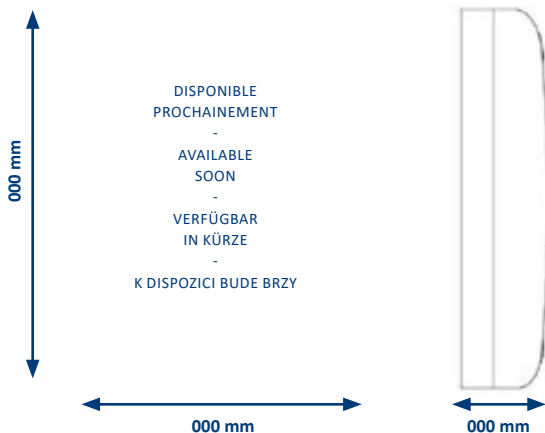 000 mm
DISPONIBLE
PROCHAINEMENT
-
AVAILABLE
SOON
-
VERFÜGBAR
IN KÜRZE
-
K DISPOZICI BUDE BRZY
000 mm
000 mm